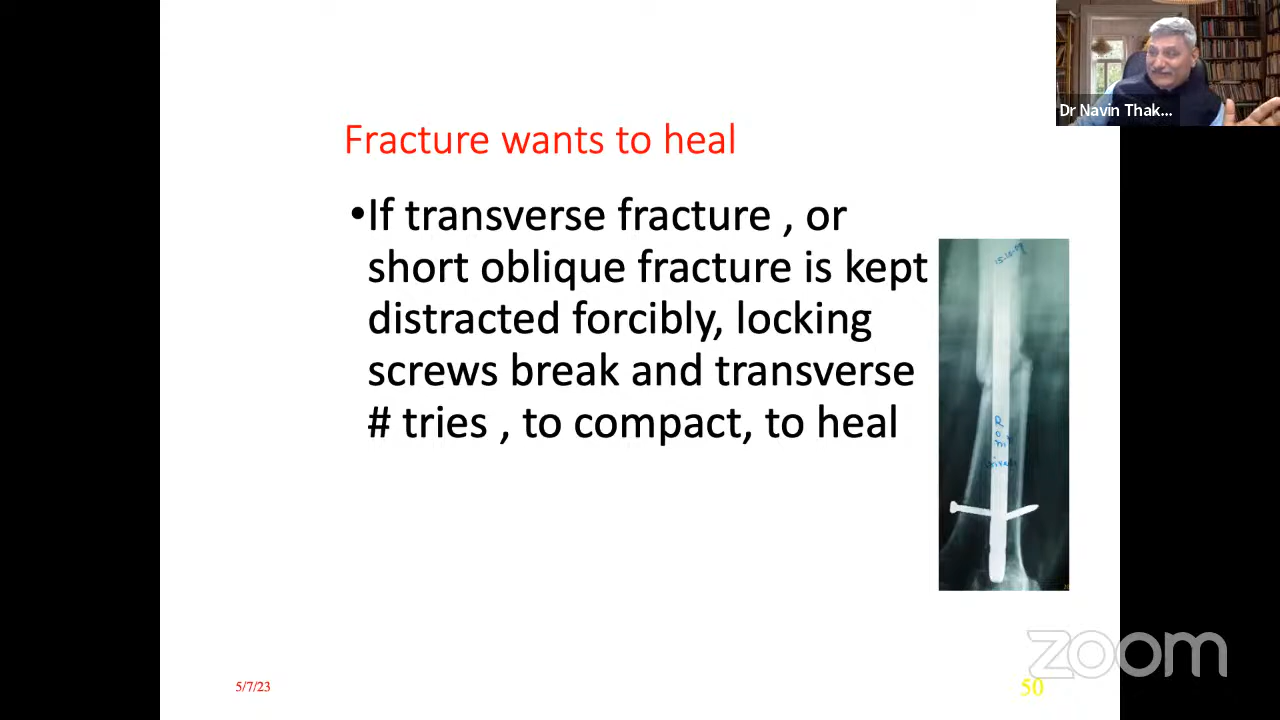 Dr Navin Thak...
Fracture wants to heal
•If transverse fracture , or
short oblique fracture is kept
distracted forcibly, locking
screws break and transverse
# tries , to compact, to heal
5/7/23
50
zoom